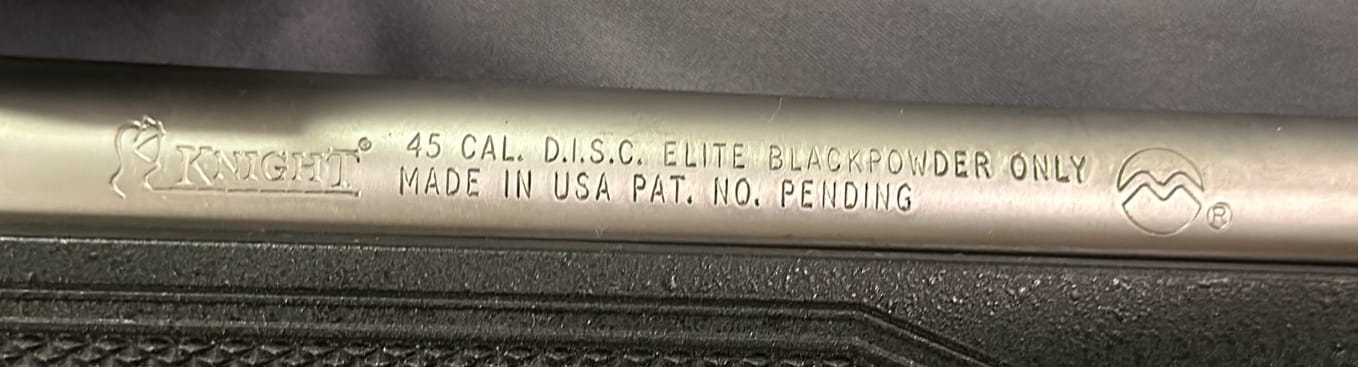 KNIGHT® 45 CAL. D.I.S.C. ELITE BLACKPOWDER ONLY ®
MADE IN USA PAT. NO. PENDING